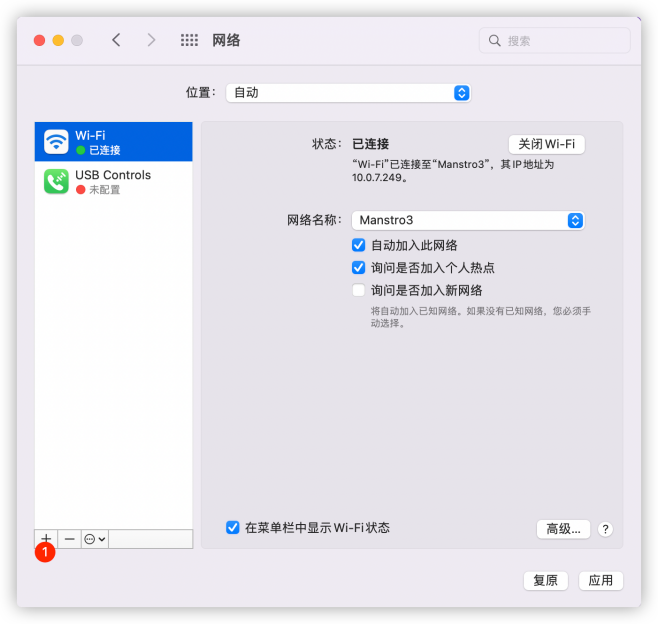 网络
搜索
位置：
自动
Wi-Fi
已连接
USB Controls
未配置
状态：
已连接
关闭 Wi-Fi
“Wi-Fi”已连接至“Manstro3”，其 IP 地址为
10.0.7.249。
网络名称：
Manstro3
自动加入此网络
询问是否加入个人热点
询问是否加入新网络
将自动加入已知网络。如果没有已知网络，您必须手
动选择。
在菜单栏中显示 Wi-Fi 状态
高级...
?
1
复原
应用